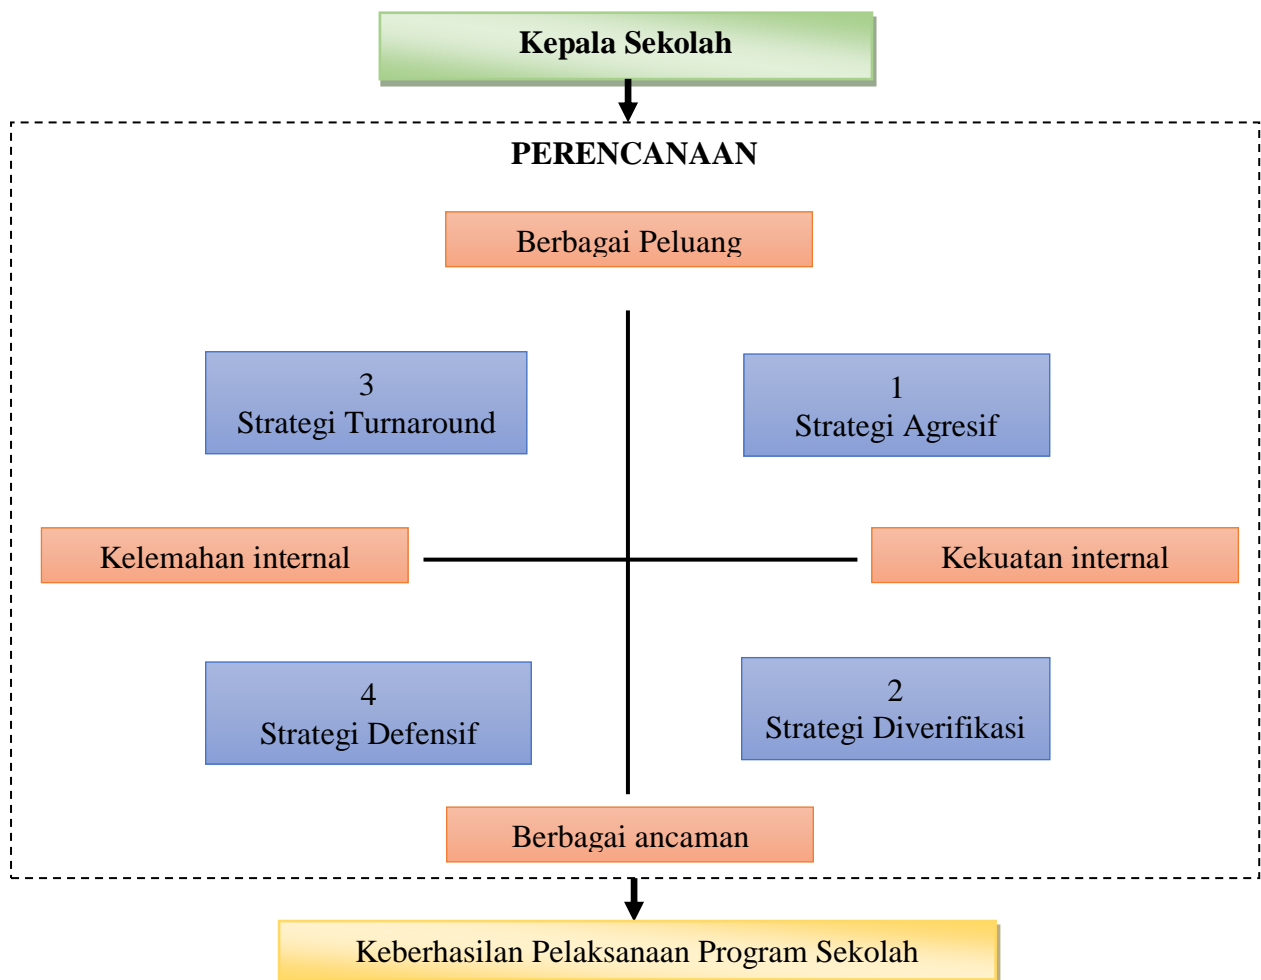 Kepala Sekolah
PERENCANAAN
Berbagai Peluang
3
Strategi Turnaround
1
Strategi Agresif
Kelemahan internal
Kekuatan internal
4
Strategi Defensif
2
Strategi Diverifikasi
Berbagai ancaman
Keberhasilan Pelaksanaan Program Sekolah